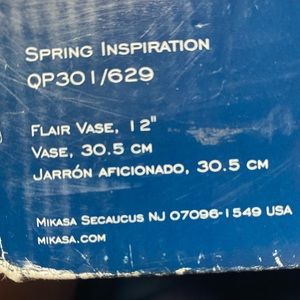 SPRING INSPIRATION
QP301/629
FLAIR VASE, 12"
VASE, 30.5 CM
JARRÓN AFICIONADO, 30.5 CM
MIKASA SECAUCUS NJ 07096-1549 USA
MIKASA.COM